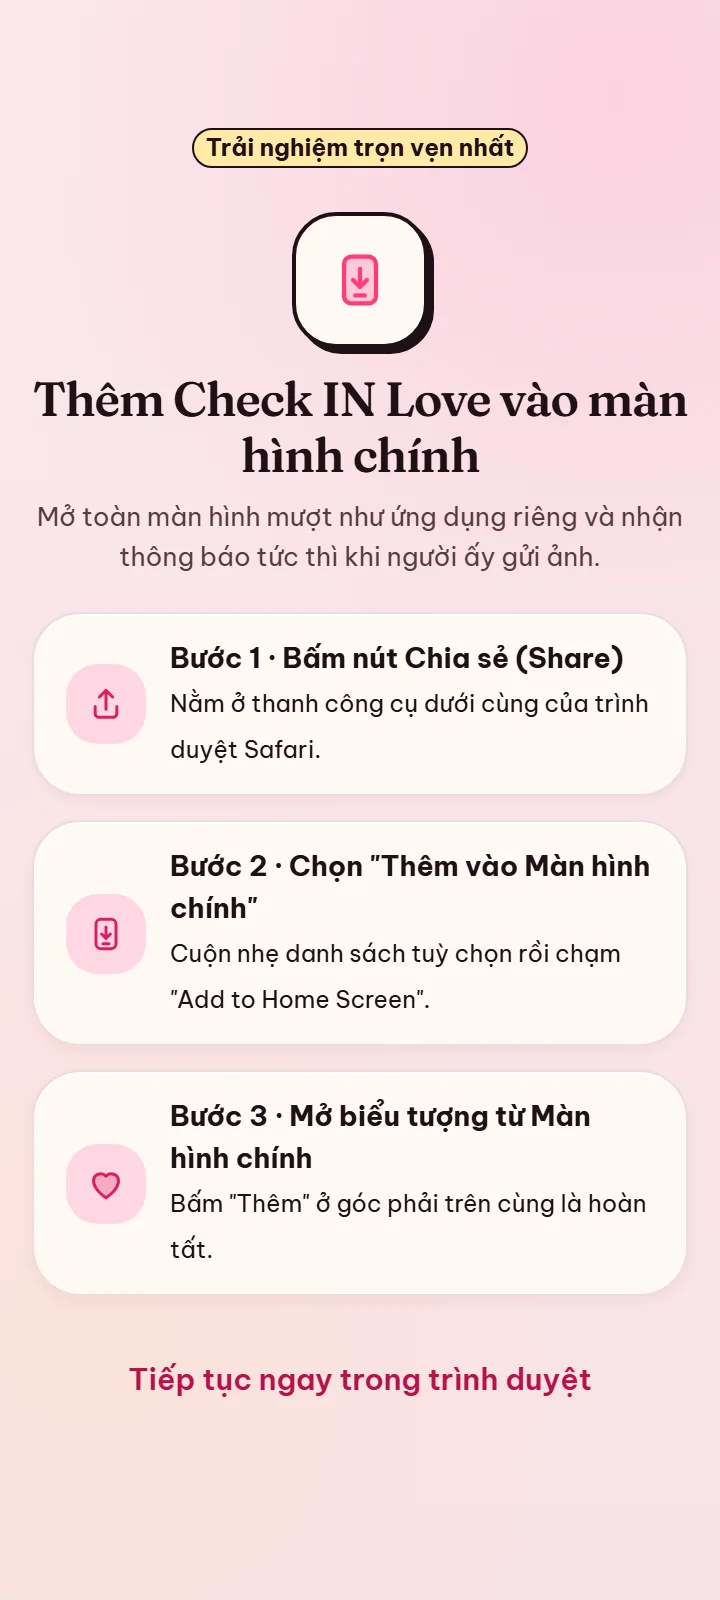 Trải nghiệm trọn vẹn nhất
Thêm Check IN Love vào màn
hình chính
Mở toàn màn hình mượt như ứng dụng riêng và nhận
thông báo tức thì khi người ấy gửi ảnh.
Bước 1 · Bấm nút Chia sẻ (Share)
Nằm ở thanh công cụ dưới cùng của trình
duyệt Safari.
Bước 2 · Chọn "Thêm vào Màn hình
chính"
Cuộn nhẹ danh sách tuỳ chọn rồi chạm
"Add to Home Screen".
Bước 3 · Mở biểu tượng từ Màn
hình chính
Bấm "Thêm" ở góc phải trên cùng là hoàn
tất.
Tiếp tục ngay trong trình duyệt